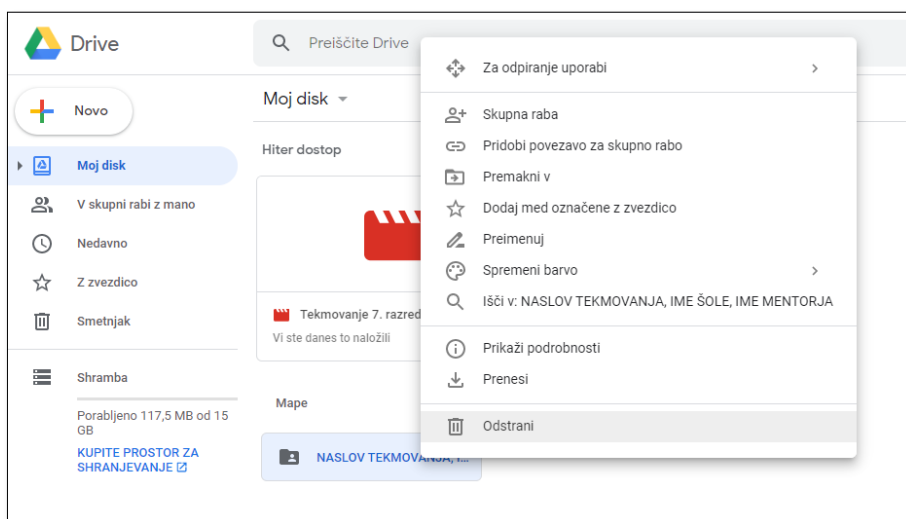 Drive
Preiščite Drive
Novo
Moj disk
V skupni rabi z mano
Nedavno
Z zvezdico
Smetnjak
Shramba
Porabljeno 117,5 MB od 15
GB
KUPITE PROSTOR ZA
SHRANJEVANJE
Moj disk
Hiter dostop
Tekmovanje 7. razred
Vi ste danes to naložili
Mape
NASLOV TEKMOVANJA, I...
Za odpiranje uporabi
Skupna raba
Pridobi povezavo za skupno rabo
Premakni v
Dodaj med označene z zvezdico
Preimenuj
Spremeni barvo
Išči v: NASLOV TEKMOVANJA, IME ŠOLE, IME MENTORJA
Prikaži podrobnosti
Prenesi
Odstrani